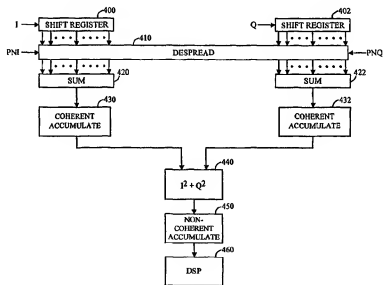 400
402
I
SHIFT REGISTER
Q
SHIFT REGISTER
410
PNI
DESPREAD
PNQ
420
422
SUM
SUM
430
432
COHERENT
ACCUMULATE
COHERENT
ACCUMULATE
440
I² + Q²
450
NON-
COHERENT
ACCUMULATE
460
DSP